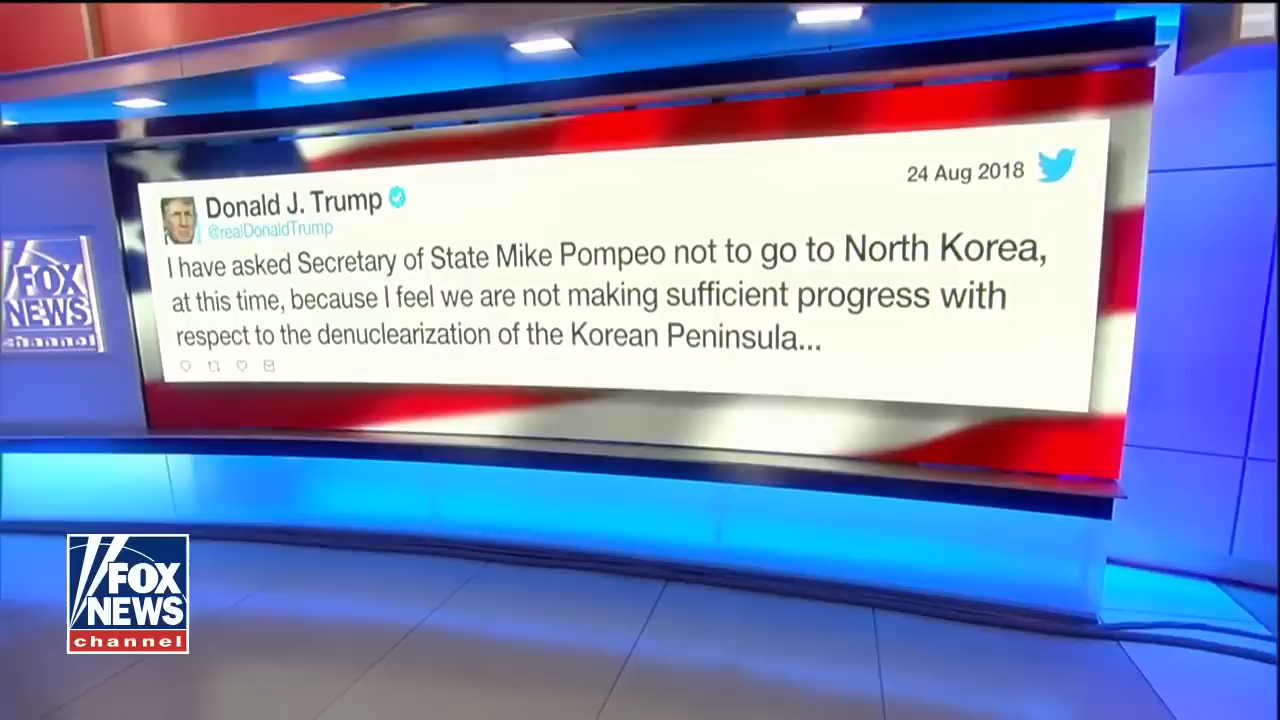 24 Aug 2018
Donald J. Trump
@realDonaldTrump
I have asked Secretary of State Mike Pompeo not to go to North Korea,
at this time, because I feel we are not making sufficient progress with
respect to the denuclearization of the Korean Peninsula...
FOX
NEWS
channel
FOX
NEWS
channel